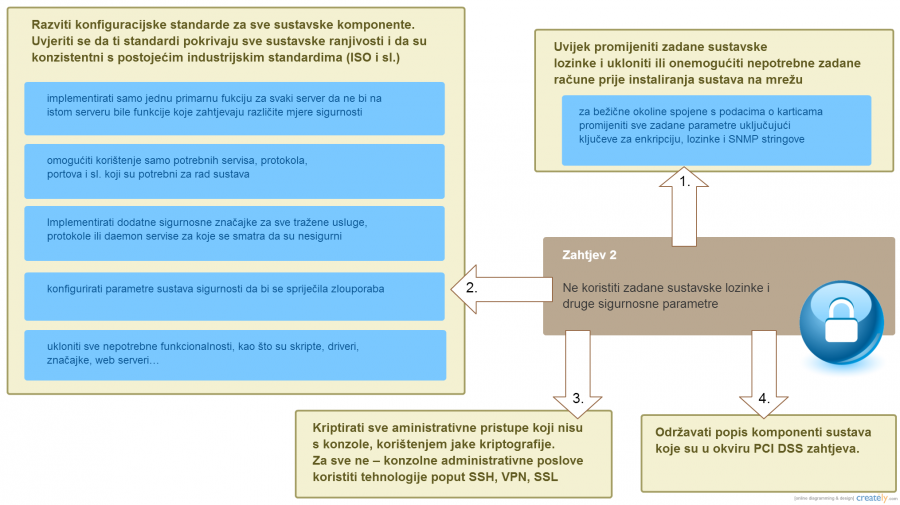 Razviti konfiguracijske standarde za sve sustavske komponente.
Uvjeriti se da ti standardi pokrivaju sve sustavske ranjivosti i da su
konzistentni s postojećim industrijskim standardima (ISO i sl.)
implementirati samo jednu primarnu fukciju za svaki server da ne bi na
istom serveru bile funkcije koje zahtjevaju različite mjere sigurnosti
omogućiti korištenje samo potrebnih servisa, protokola,
portova i sl. koji su potrebni za rad sustava
Implementirati dodatne sigurnosne značajke za sve tražene usluge,
protokole ili daemon servise za koje se smatra da su nesigurni
konfigurirati parametre sustava sigurnosti da bi se spriječila zlouporaba
ukloniti sve nepotrebne funkcionalnosti, kao što su skripte, driveri,
značajke, web serveri…
Uvijek promijeniti zadane sustavske
lozinke i ukloniti ili onemogućiti nepotrebne zadane
račune prije instaliranja sustava na mrežu
za bežične okoline spojene s podacima o karticama
promijeniti sve zadane parametre uključujući
ključeve za enkripciju, lozinke i SNMP stringove
1.
Zahtjev 2
Ne koristiti zadane sustavske lozinke i
druge sigurnosne parametre
2.
3.
4.
Kriptirati sve aministrativne pristupe koji nisu
s konzole, korištenjem jake kriptografije.
Za sve ne – konzolne administrativne poslove
koristiti tehnologije poput SSH, VPN, SSL
Održavati popis komponenti sustava
koje su u okviru PCI DSS zahtjeva.
[online diagramming & design] creately.com